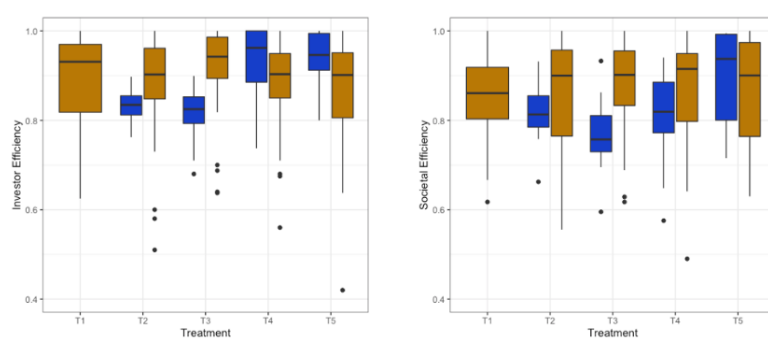 Investor Efficiency
1.0
0.8
0.6
0.4
T1 T2 T3 T4 T5
Treatment
Societal Efficiency
1.0
0.8
0.6
0.4
T1 T2 T3 T4 T5
Treatment